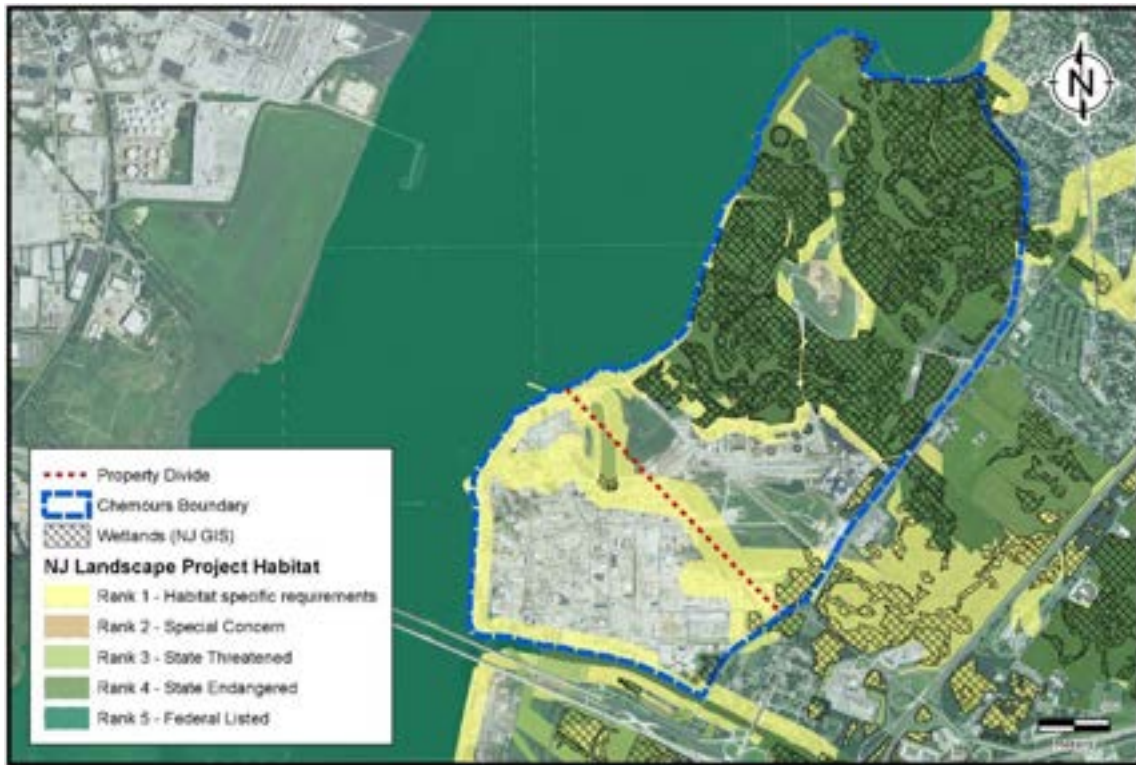 N
Property Divide
Chemours Boundary
Wetlands (NJ GIS)
NJ Landscape Project Habitat
Rank 1 - Habitat specific requirements
Rank 2 - Special Concern
Rank 3 - State Threatened
Rank 4 - State Endangered
Rank 5 - Federal Listed